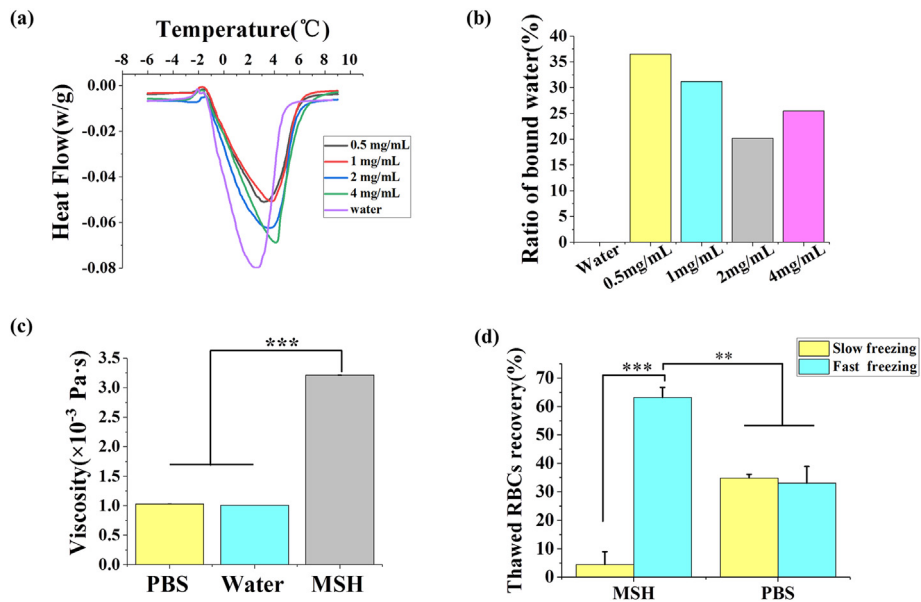 (a)
Temperature(℃)
-8 -6 -4 -2 0 2 4 6 8 10 12
0.00
-0.02
-0.04
-0.06
-0.08
Heat Flow(w/g)
0.5 mg/mL
1 mg/mL
2 mg/mL
4 mg/mL
water
(b)
Ratio of bound water(%)
40
35
30
25
20
15
10
5
0
Water 0.5mg/mL 1mg/mL 2mg/mL 4mg/mL
(c)
Viscosity(×10⁻³ Pa·s)
3.5
3.0
2.5
2.0
1.5
1.0
0.5
0.0
***
PBS Water MSH
(d)
Slow freezing
Fast freezing
Thawed RBCs recovery(%)
70
60
50
40
30
20
10
0
*** **
MSH PBS